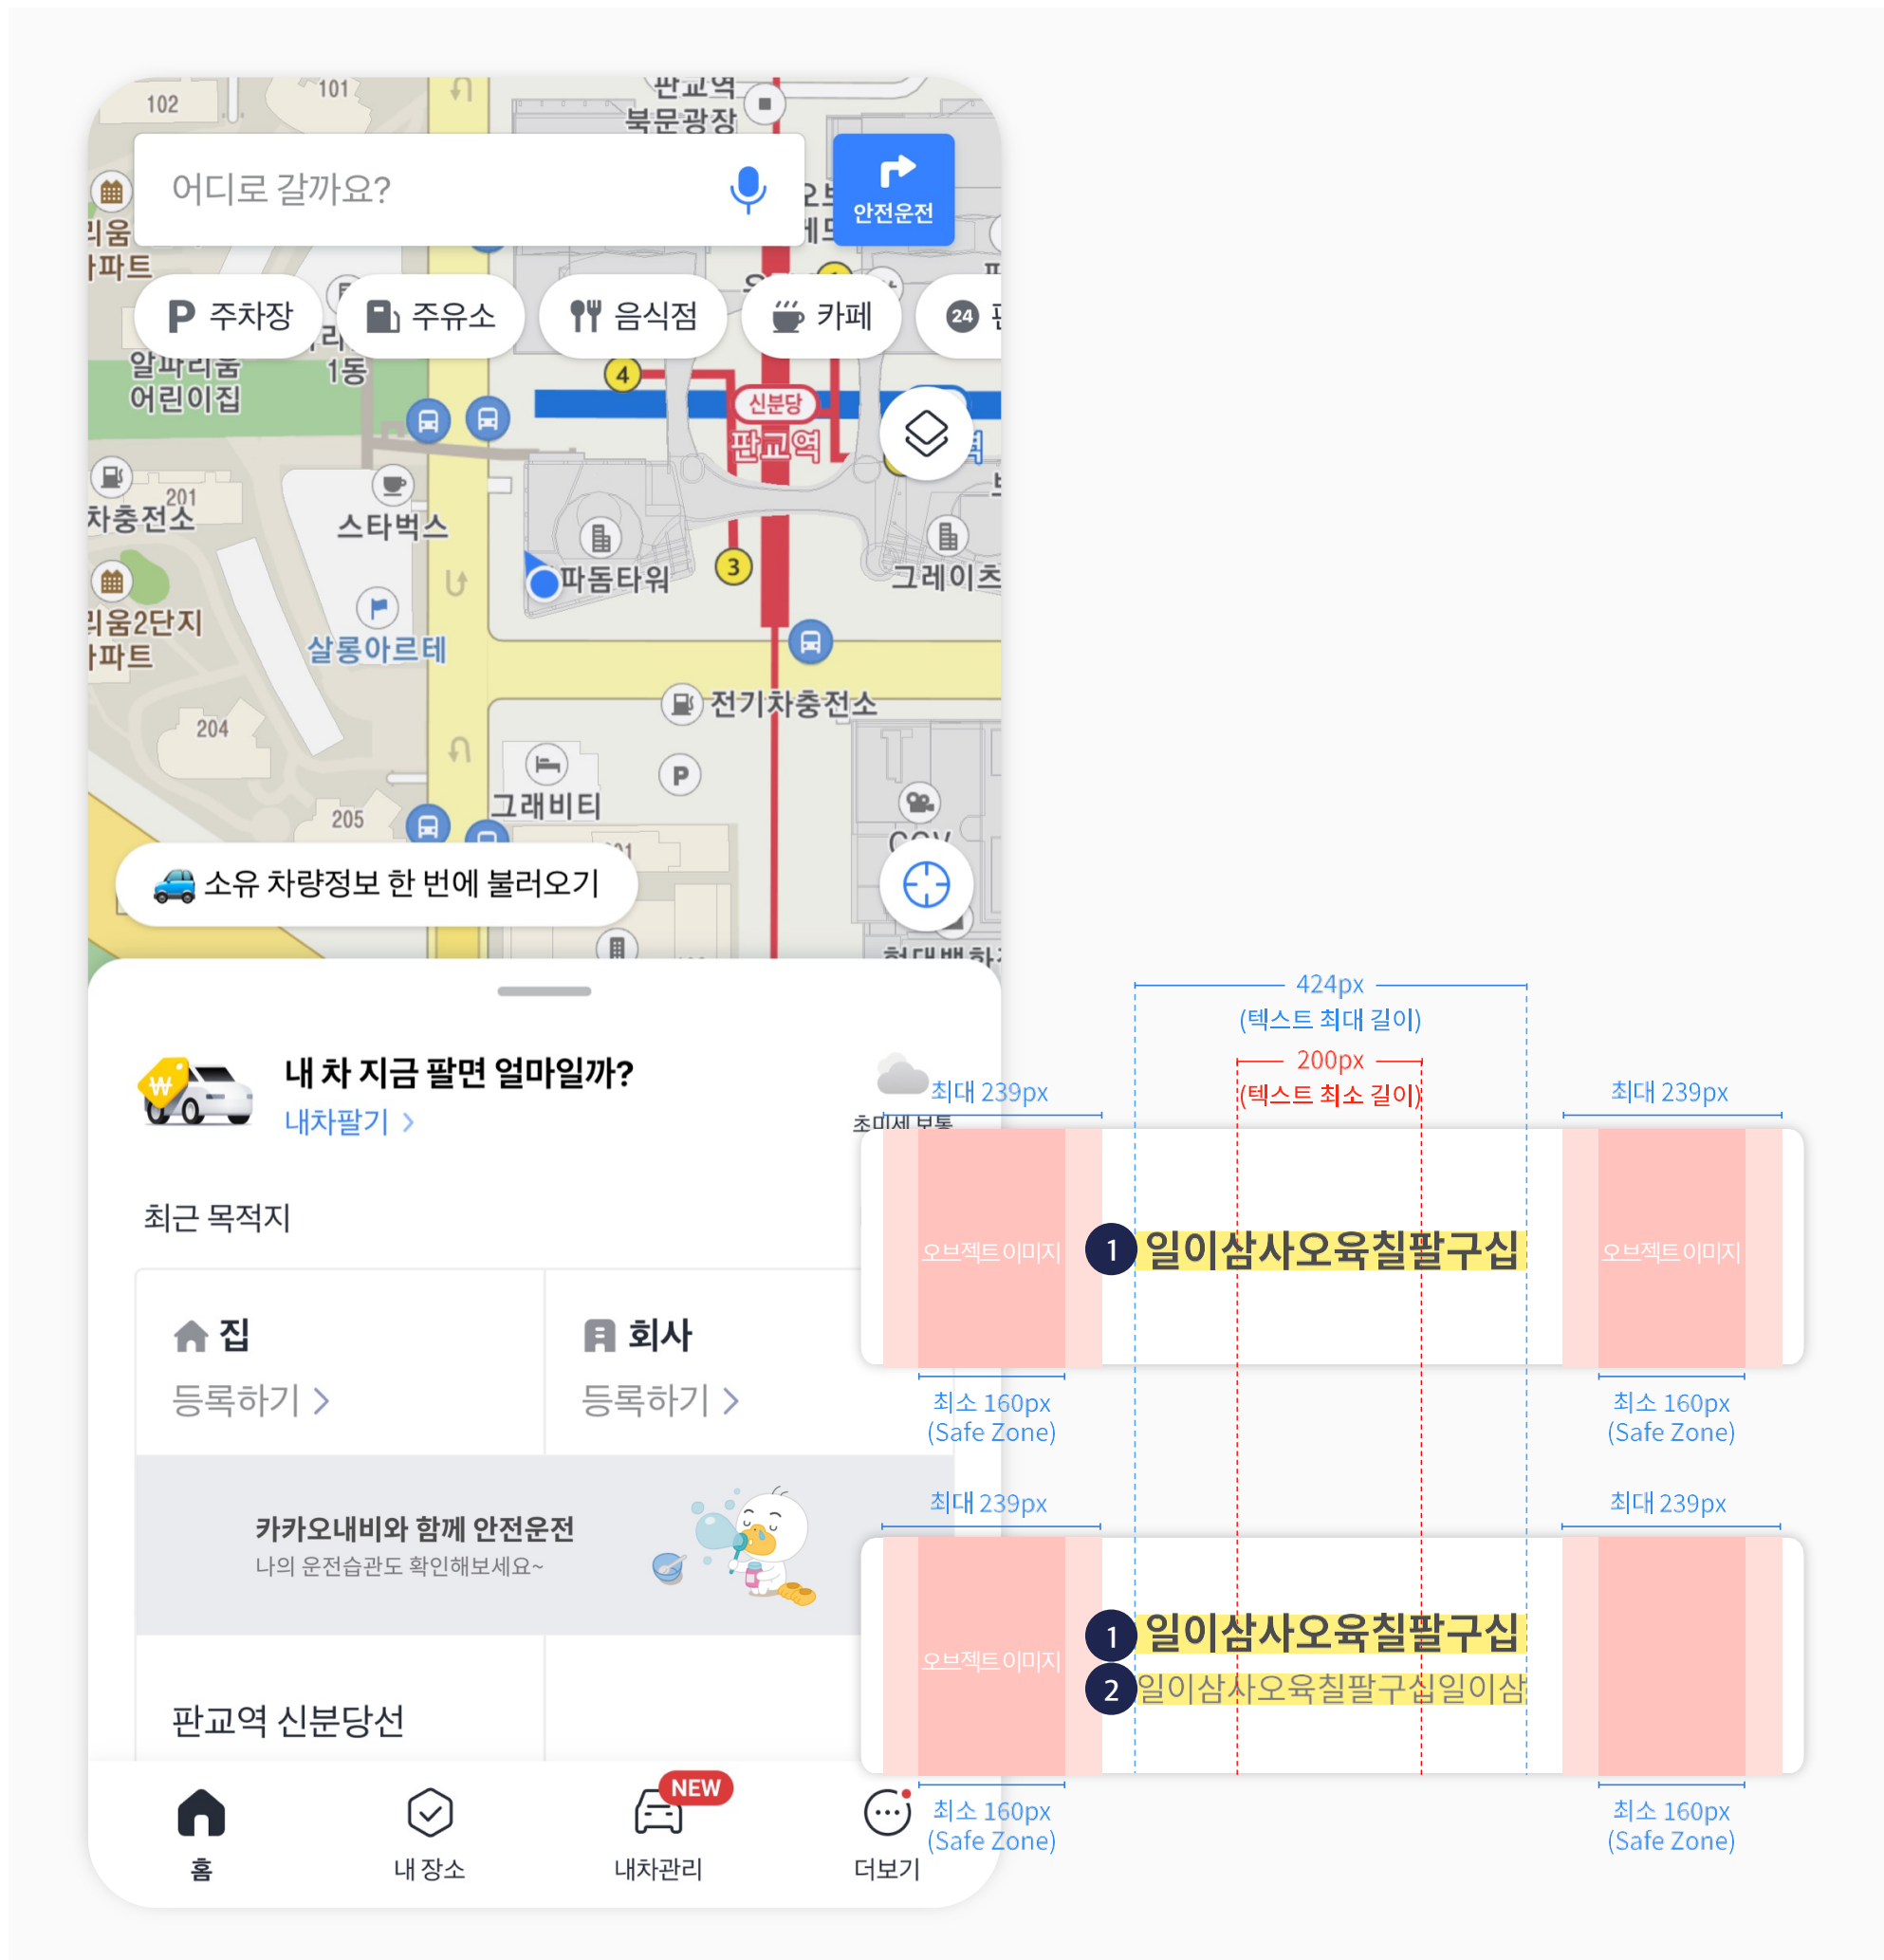 102
101
판교역
북문광장
어디로 갈까요?
안전운전
리움
파트
주차장
주유소
음식점
카페
24
알파리움
어린이집
1동
4
신분당
판교역
201
차충전소
스타벅스
파돔타워
3
그레이츠
리움2단지
파트
살롱아르테
전기차충전소
204
P
그래비티
205
CGV
소유 차량정보 한 번에 불러오기
내 차 지금 팔면 얼마일까?
내차팔기
초미세 보통
최근 목적지
집
회사
등록하기
등록하기
카카오내비와 함께 안전운전
나의 운전습관도 확인해보세요~
판교역 신분당선
NEW
홈
내 장소
내차관리
더보기
424px
(텍스트 최대 길이)
200px
(텍스트 최소 길이)
최대 239px
최대 239px
오브젝트 이미지
1 일이삼사오육칠팔구십
오브젝트 이미지
최소 160px
(Safe Zone)
최소 160px
(Safe Zone)
최대 239px
최대 239px
오브젝트 이미지
1 일이삼사오육칠팔구십
2 일이삼사오육칠팔구십일이삼
최소 160px
(Safe Zone)
최소 160px
(Safe Zone)